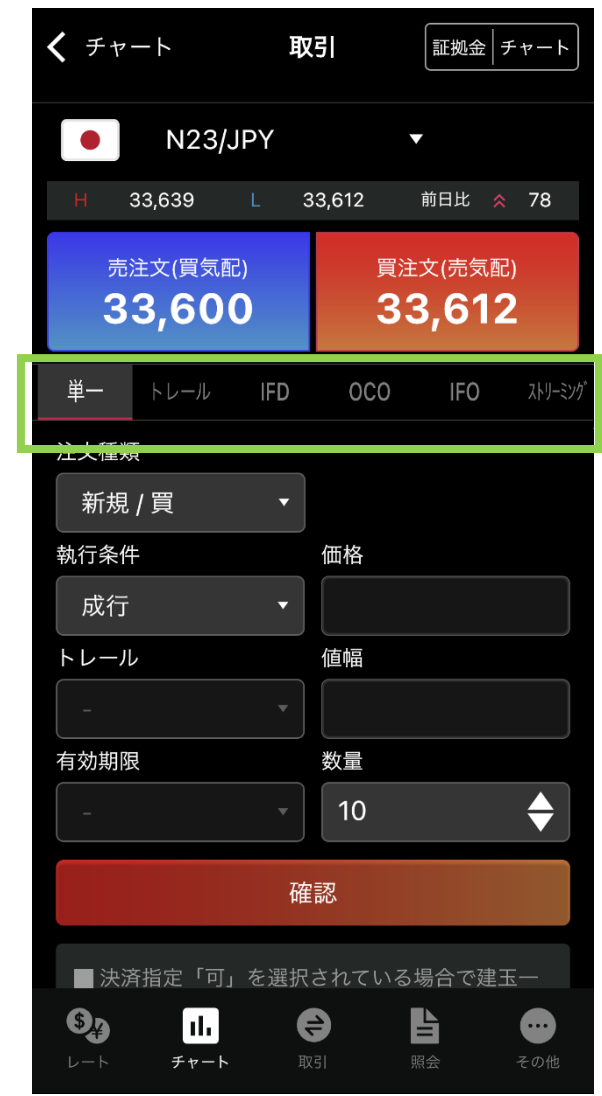 チャート 取引 証拠金 チャート
N23/JPY
H 33,639 L 33,612 前日比 78
売注文(買気配) 買注文(売気配)
33,600 33,612
単一 トレール IFD OCO IFO ストリーミング
注文種類
新規 / 買
執行条件 価格
成行
トレール 値幅
-
有効期限 数量
- 10
確認
■ 決済指定「可」を選択されている場合で建玉一
レート チャート 取引 照会 その他